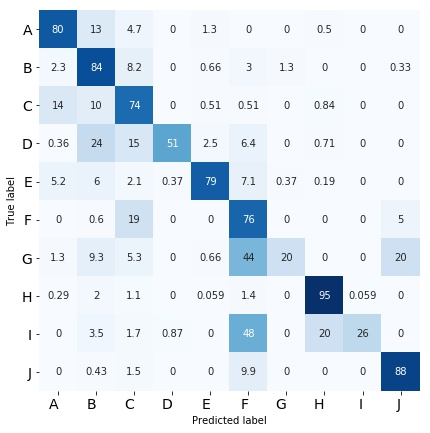 A 80 13 4.7 0 1.3 0 0 0.5 0 0
B 2.3 84 8.2 0 0.66 3 1.3 0 0 0.33
C 14 10 74 0 0.51 0.51 0 0.84 0 0
D 0.36 24 15 51 2.5 6.4 0 0.71 0 0
E 5.2 6 2.1 0.37 79 7.1 0.37 0.19 0 0
F 0 0.6 19 0 0 76 0 0 0 5
G 1.3 9.3 5.3 0 0.66 44 20 0 0 20
H 0.29 2 1.1 0 0.059 1.4 0 95 0.059 0
I 0 3.5 1.7 0.87 0 48 0 20 26 0
J 0 0.43 1.5 0 0 9.9 0 0 0 88
A B C D E F G H I J
Predicted label
True label